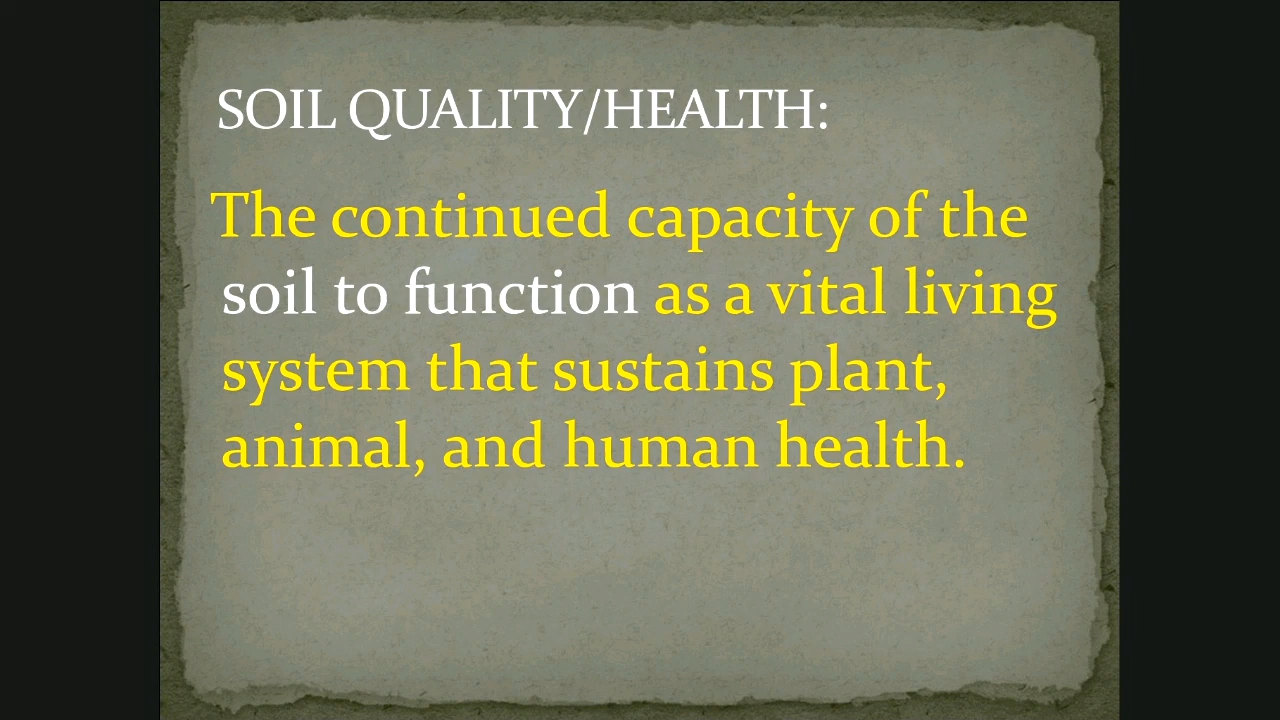 SOIL QUALITY/HEALTH:
The continued capacity of the
soil to function as a vital living
system that sustains plant,
animal, and human health.